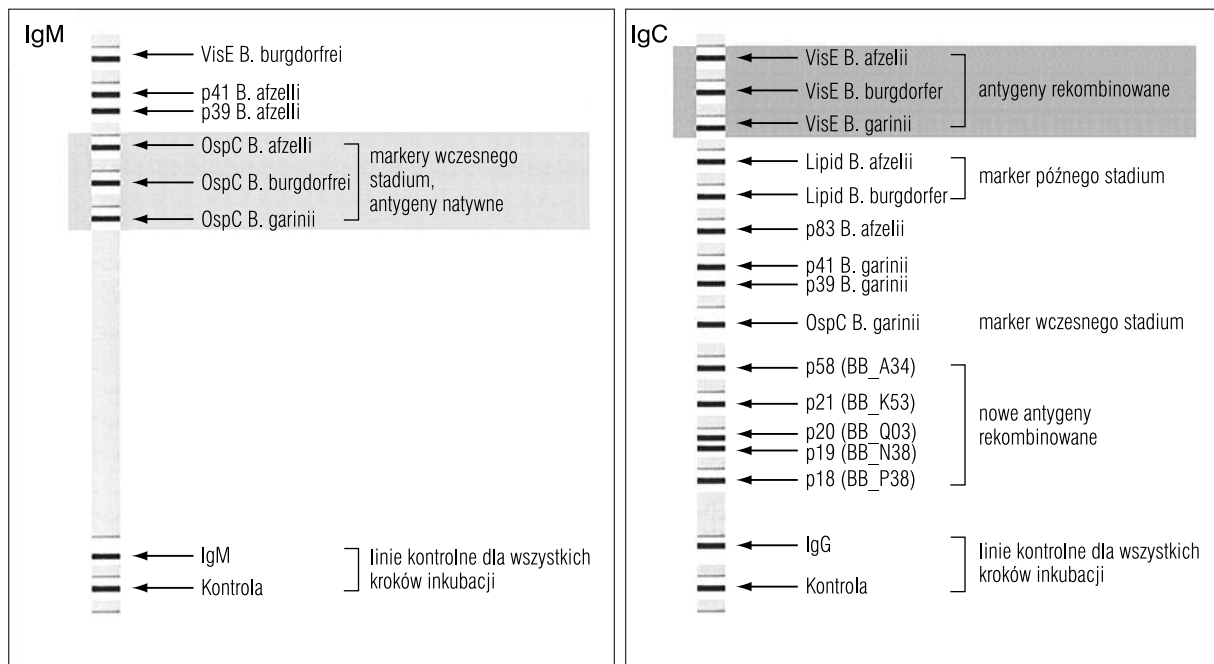 IgM
VisE B. burgdorfrei
p41 B. afzelli
p39 B. afzelli
OspC B. afzelli
OspC B. burgdorfrei
OspC B. garinii
markery wczesnego
stadium,
antygeny natywne
IgM
Kontrola
linie kontrolne dla wszystkich
kroków inkubacji
IgC
VisE B. afzelii
VisE B. burgdorfer
VisE B. garinii
antygeny rekombinowane
Lipid B. afzelii
Lipid B. burgdorfer
marker późnego stadium
p83 B. afzelii
p41 B. garinii
p39 B. garinii
OspC B. garinii
marker wczesnego stadium
p58 (BB_A34)
p21 (BB_K53)
p20 (BB_Q03)
p19 (BB_N38)
p18 (BB_P38)
nowe antygeny
rekombinowane
IgG
Kontrola
linie kontrolne dla wszystkich
kroków inkubacji